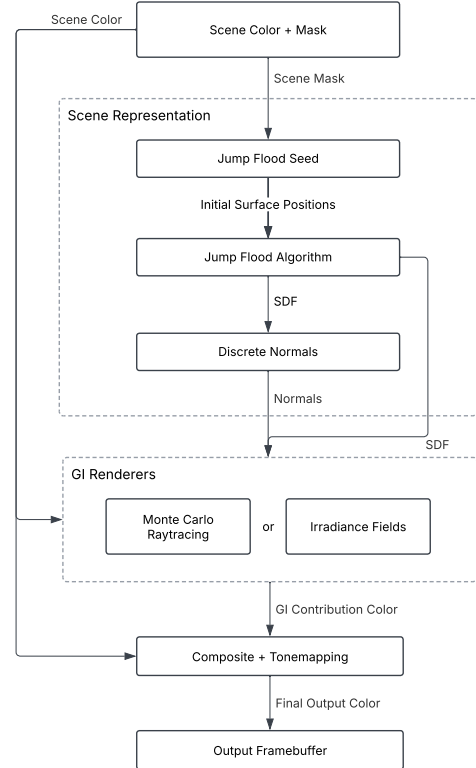 Scene Color
Scene Color + Mask
Scene Mask
Scene Representation
Jump Flood Seed
Initial Surface Positions
Jump Flood Algorithm
SDF
Discrete Normals
Normals
SDF
GI Renderers
Monte Carlo
Raytracing
or
Irradiance Fields
GI Contribution Color
Composite + Tonemapping
Final Output Color
Output Framebuffer